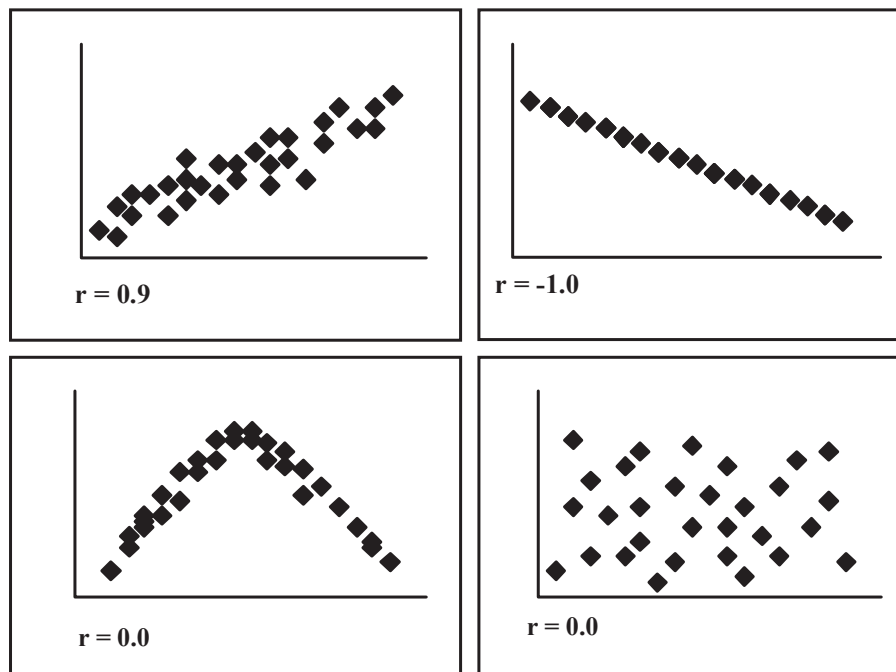 r = 0.9
r = -1.0
r = 0.0
r = 0.0